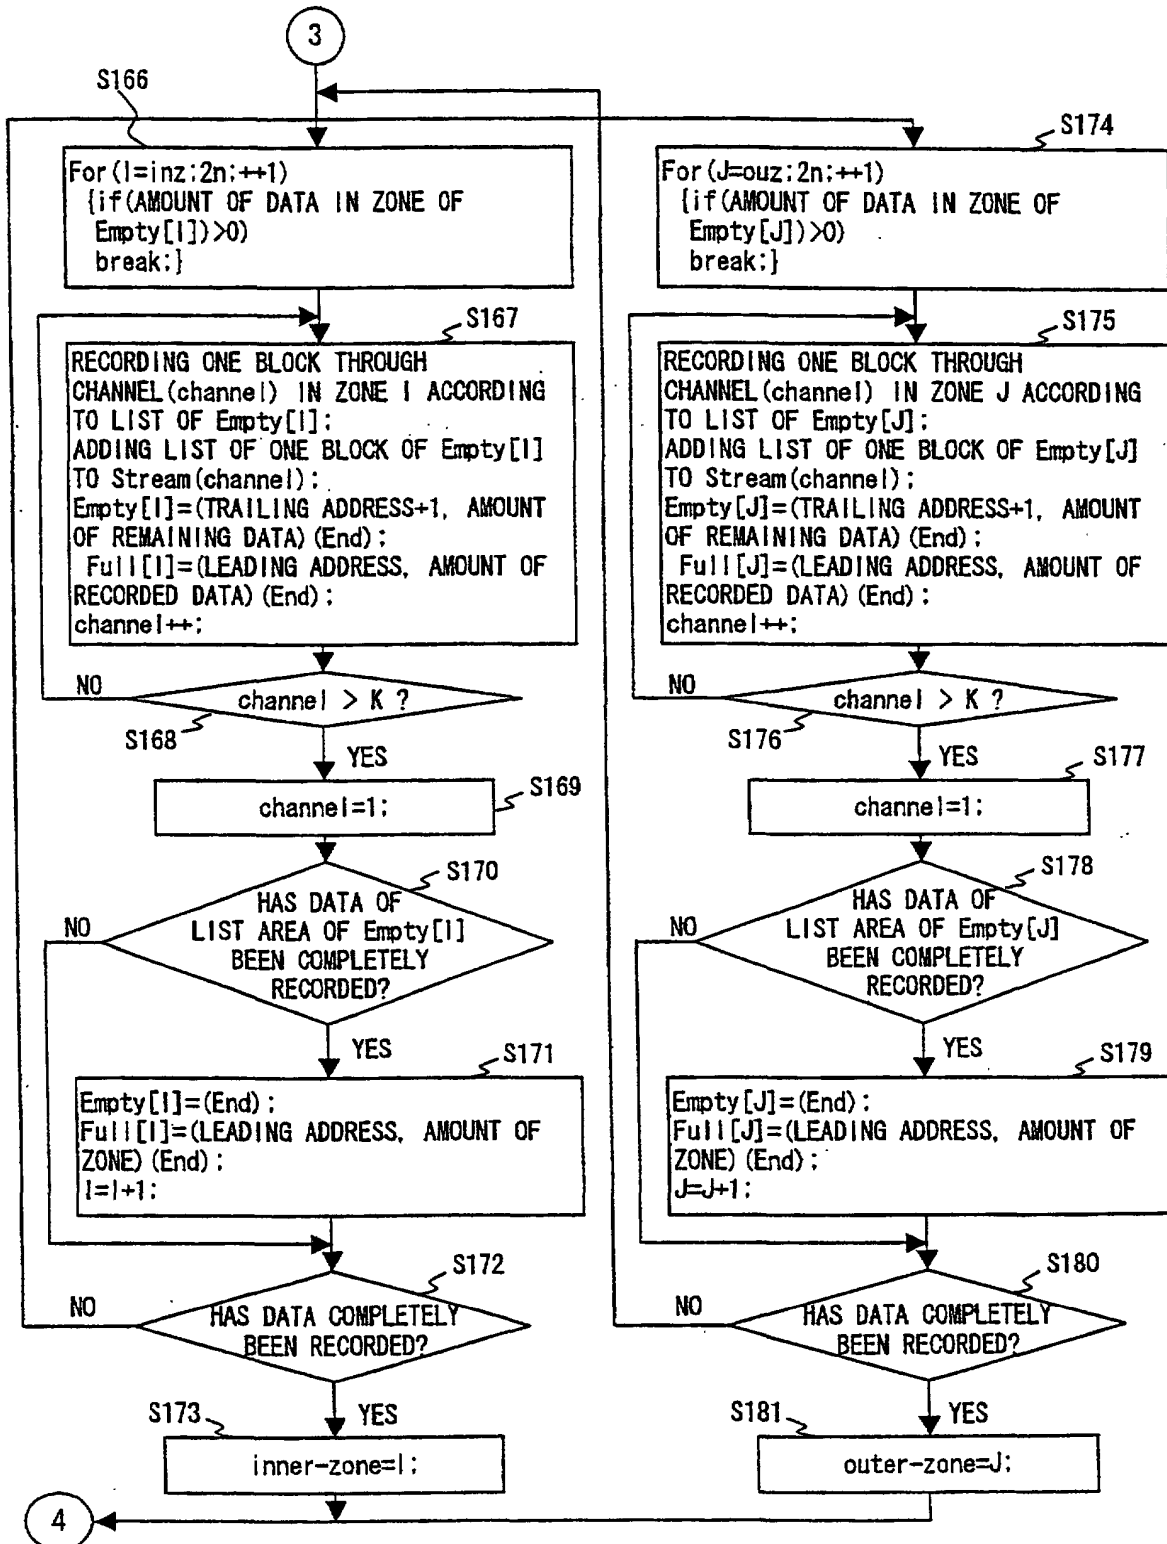 3
S166
For(I=inz;2n;++1)
{if(AMOUNT OF DATA IN ZONE OF
Empty[I])>0)
break;}
S167
RECORDING ONE BLOCK THROUGH
CHANNEL(channel) IN ZONE I ACCORDING
TO LIST OF Empty[I];
ADDING LIST OF ONE BLOCK OF Empty[I]
TO Stream(channel);
Empty[I]=(TRAILING ADDRESS+1, AMOUNT
OF REMAINING DATA)(End);
Full[I]=(LEADING ADDRESS, AMOUNT OF
RECORDED DATA)(End);
channel++;
NO
channel > K ?
S168
YES
S169
channel=1;
S170
NO
HAS DATA OF
LIST AREA OF Empty[I]
BEEN COMPLETELY
RECORDED?
YES
S171
Empty[I]=(End);
Full[I]=(LEADING ADDRESS, AMOUNT OF
ZONE)(End);
I=I+1;
S172
NO
HAS DATA COMPLETELY
BEEN RECORDED?
S173
YES
inner-zone=I;
4
S174
For(J=ouz;2n;++1)
{if(AMOUNT OF DATA IN ZONE OF
Empty[J])>0)
break;}
S175
RECORDING ONE BLOCK THROUGH
CHANNEL(channel) IN ZONE J ACCORDING
TO LIST OF Empty[J];
ADDING LIST OF ONE BLOCK OF Empty[J]
TO Stream(channel);
Empty[J]=(TRAILING ADDRESS+1, AMOUNT
OF REMAINING DATA)(End);
Full[J]=(LEADING ADDRESS, AMOUNT OF
RECORDED DATA)(End);
channel++;
NO
channel > K ?
S176
YES
S177
channel=1;
S178
NO
HAS DATA OF
LIST AREA OF Empty[J]
BEEN COMPLETELY
RECORDED?
YES
S179
Empty[J]=(End);
Full[J]=(LEADING ADDRESS, AMOUNT OF
ZONE)(End);
J=J+1;
S180
NO
HAS DATA COMPLETELY
BEEN RECORDED?
S181
YES
outer-zone=J;